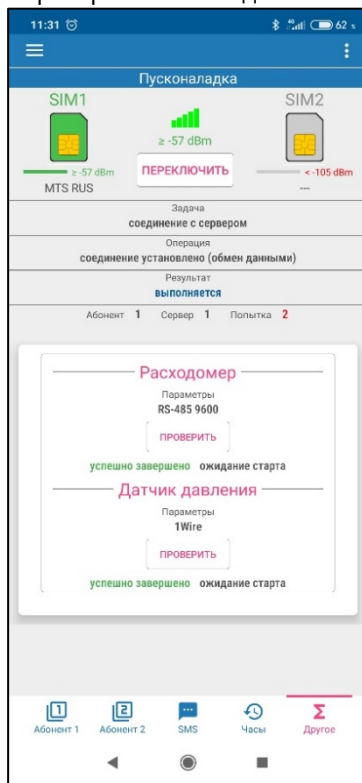 11:31 62 %
Пусконаладка
SIM1 SIM2
≥ -57 dBm
≥ -57 dBm ПЕРЕКЛЮЧИТЬ < -105 dBm
MTS RUS ---
Задача
соединение с сервером
Операция
соединение установлено (обмен данными)
Результат
выполняется
Абонент 1 Сервер 1 Попытка 2
Расходомер
Параметры
RS-485 9600
ПРОВЕРИТЬ
успешно завершено ожидание старта
Датчик давления
Параметры
1Wire
ПРОВЕРИТЬ
успешно завершено ожидание старта
1 2 Σ
Абонент 1 Абонент 2 SMS Часы Другое